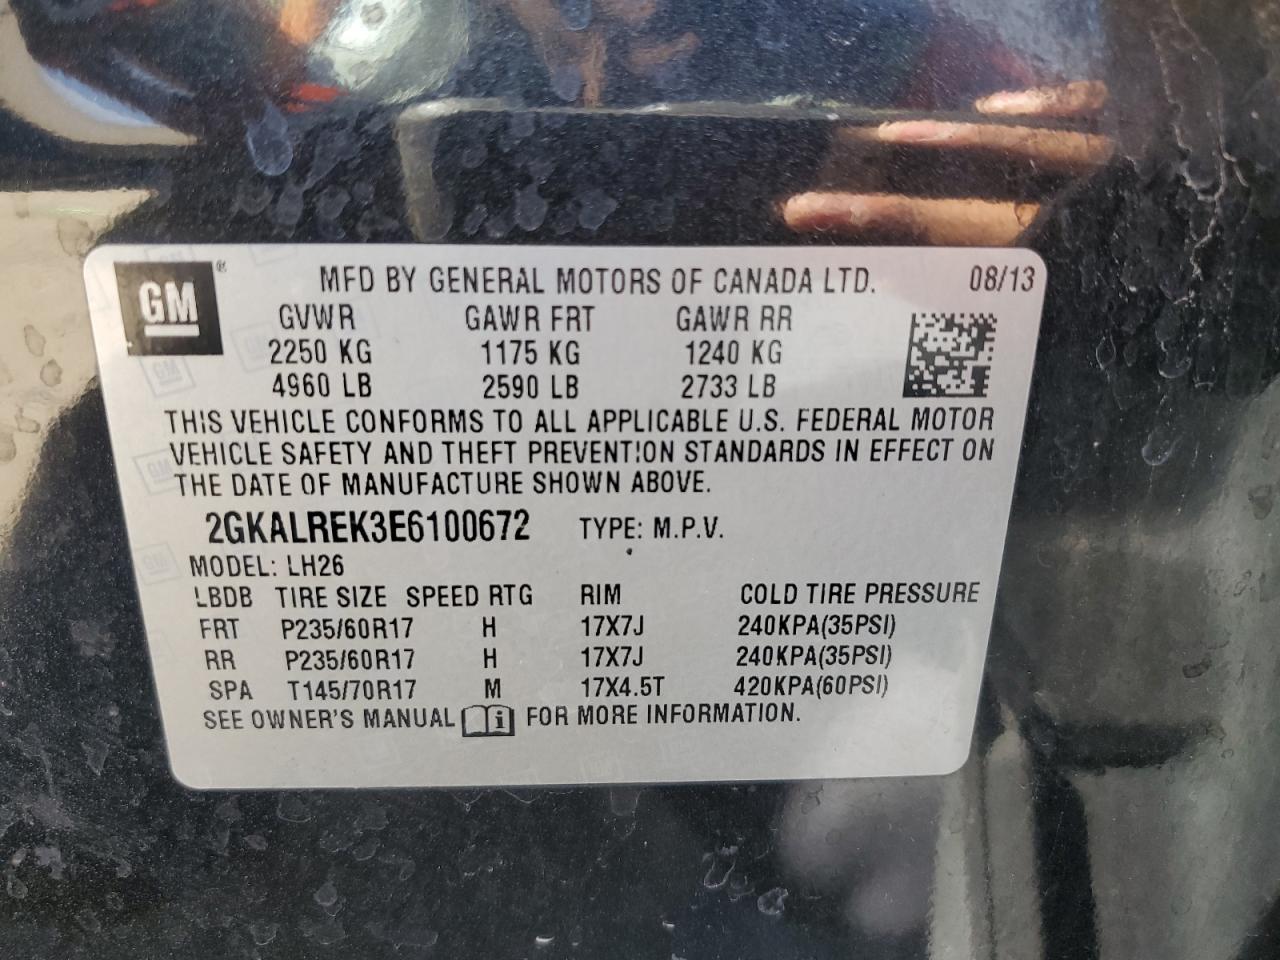 GM ® MFD BY GENERAL MOTORS OF CANADA LTD. 08/13
GVWR GAWR FRT GAWR RR
2250 KG 1175 KG 1240 KG
4960 LB 2590 LB 2733 LB
THIS VEHICLE CONFORMS TO ALL APPLICABLE U.S. FEDERAL MOTOR
VEHICLE SAFETY AND THEFT PREVENTION STANDARDS IN EFFECT ON
THE DATE OF MANUFACTURE SHOWN ABOVE.
2GKALREK3E6100672 TYPE: M.P.V.
MODEL: LH26
LBDB TIRE SIZE SPEED RTG RIM COLD TIRE PRESSURE
FRT P235/60R17 H 17X7J 240KPA(35PSI)
RR P235/60R17 H 17X7J 240KPA(35PSI)
SPA T145/70R17 M 17X4.5T 420KPA(60PSI)
SEE OWNER'S MANUAL i FOR MORE INFORMATION.